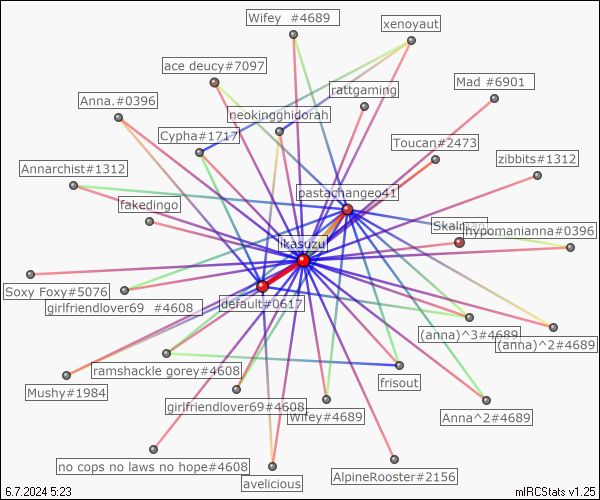 Wifey #4689
xenoyaut
ace deucy#7097
rattgaming
Mad #6901
Anna.#0396
neokingghidorah
Cypha#1717
Toucan#2473
zibbits#1312
Annarchist#1312
pastachangeo41
fakedingo
Skalman
hypomanianna#0396
ikasuzu
Soxy Foxy#5076
default#0617
girlfriendlover69 #4608
(anna)^3#4689
(anna)^2#4689
ramshackle gorey#4608
frisout
Mushy#1984
girlfriendlover69#4608
Wifey#4689
Anna^2#4689
no cops no laws no hope#4608
avelicious
AlpineRooster#2156
6.7.2024 5:23
mIRCStats v1.25